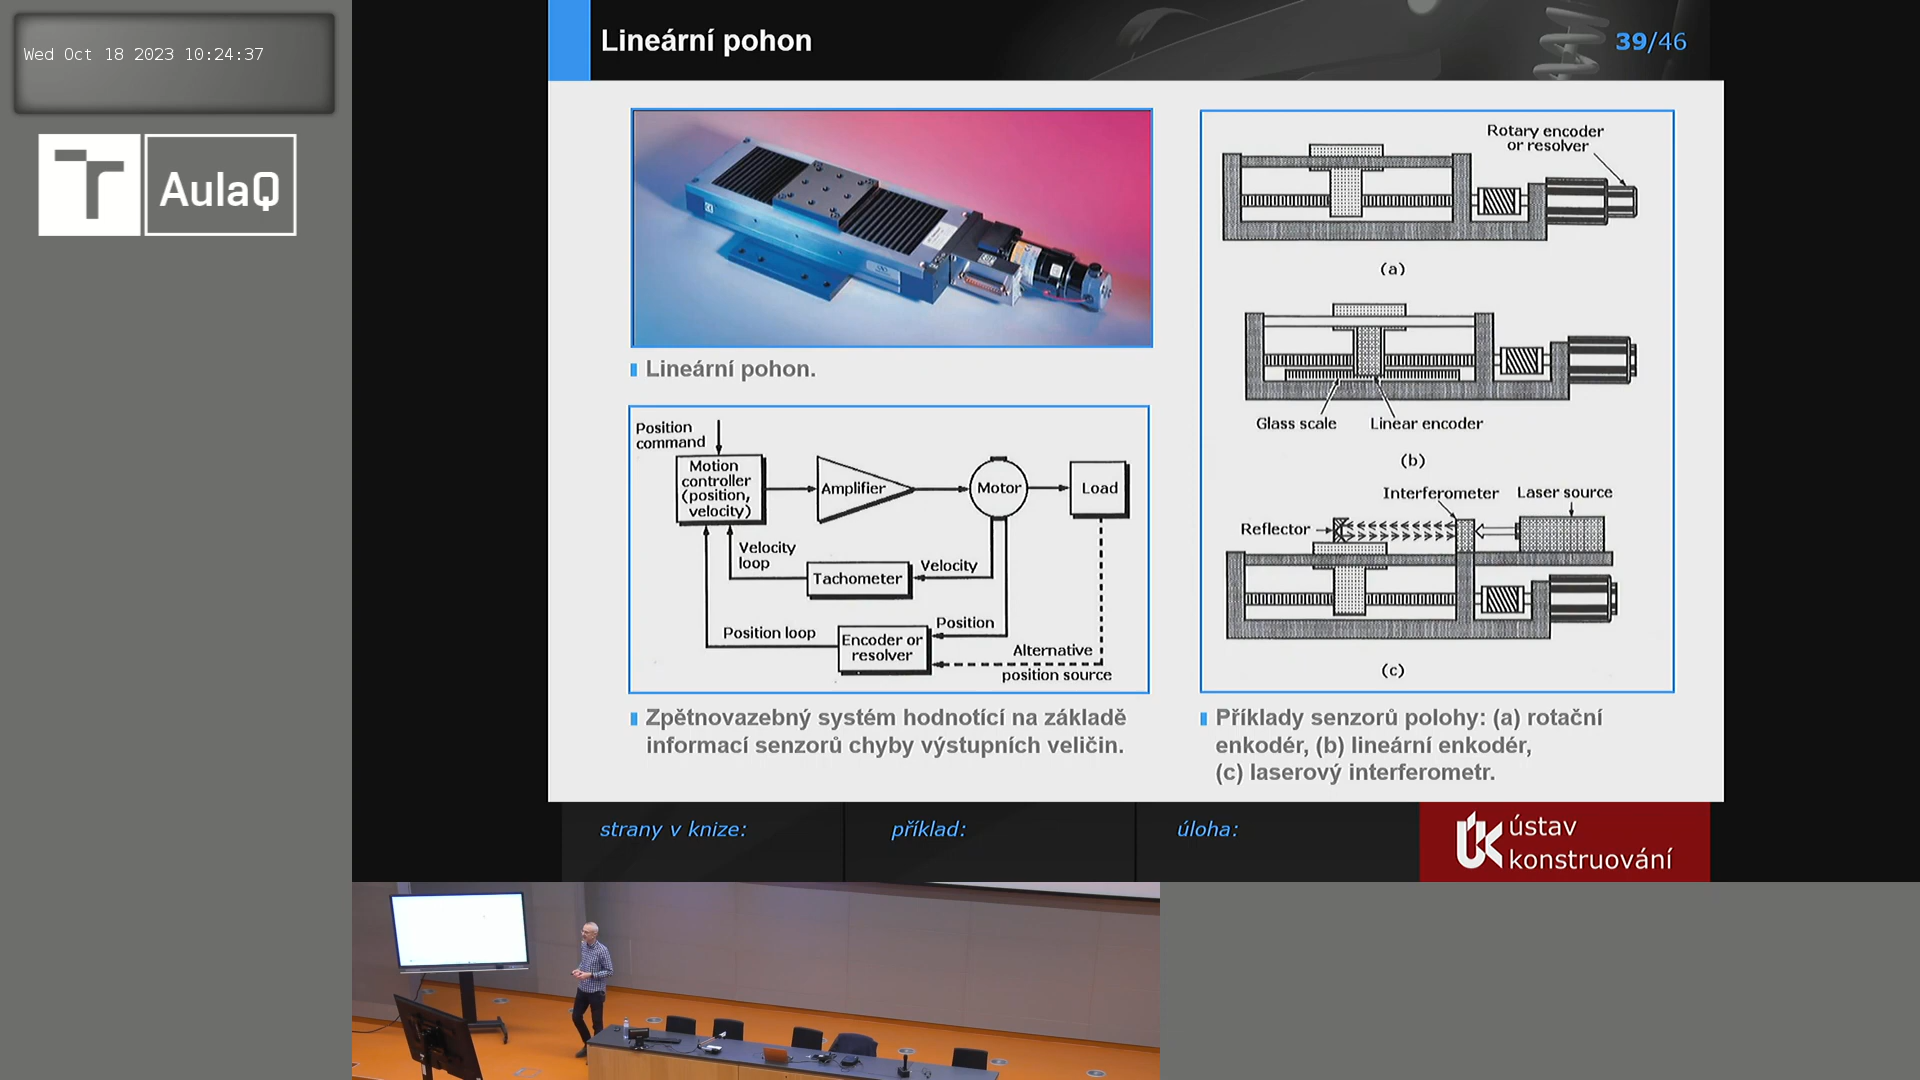 Wed Oct 18 2023 10:24:37
AulaQ
Lineární pohon
39/46
Lineární pohon.
Position
command
Motion
controller
(position,
velocity)
Amplifier
Motor
Load
Velocity
loop
Tachometer
Velocity
Position loop
Encoder or
resolver
Position
Alternative
position source
Zpětnovazebný systém hodnotící na základě
informací senzorů chyby výstupních veličin.
Rotary encoder
or resolver
(a)
Glass scale
Linear encoder
(b)
Interferometer
Laser source
Reflector
(c)
Příklady senzorů polohy: (a) rotační
enkodér, (b) lineární enkodér,
(c) laserový interferometr.
strany v knize:
příklad:
úloha:
ÚK
ústav
konstruování